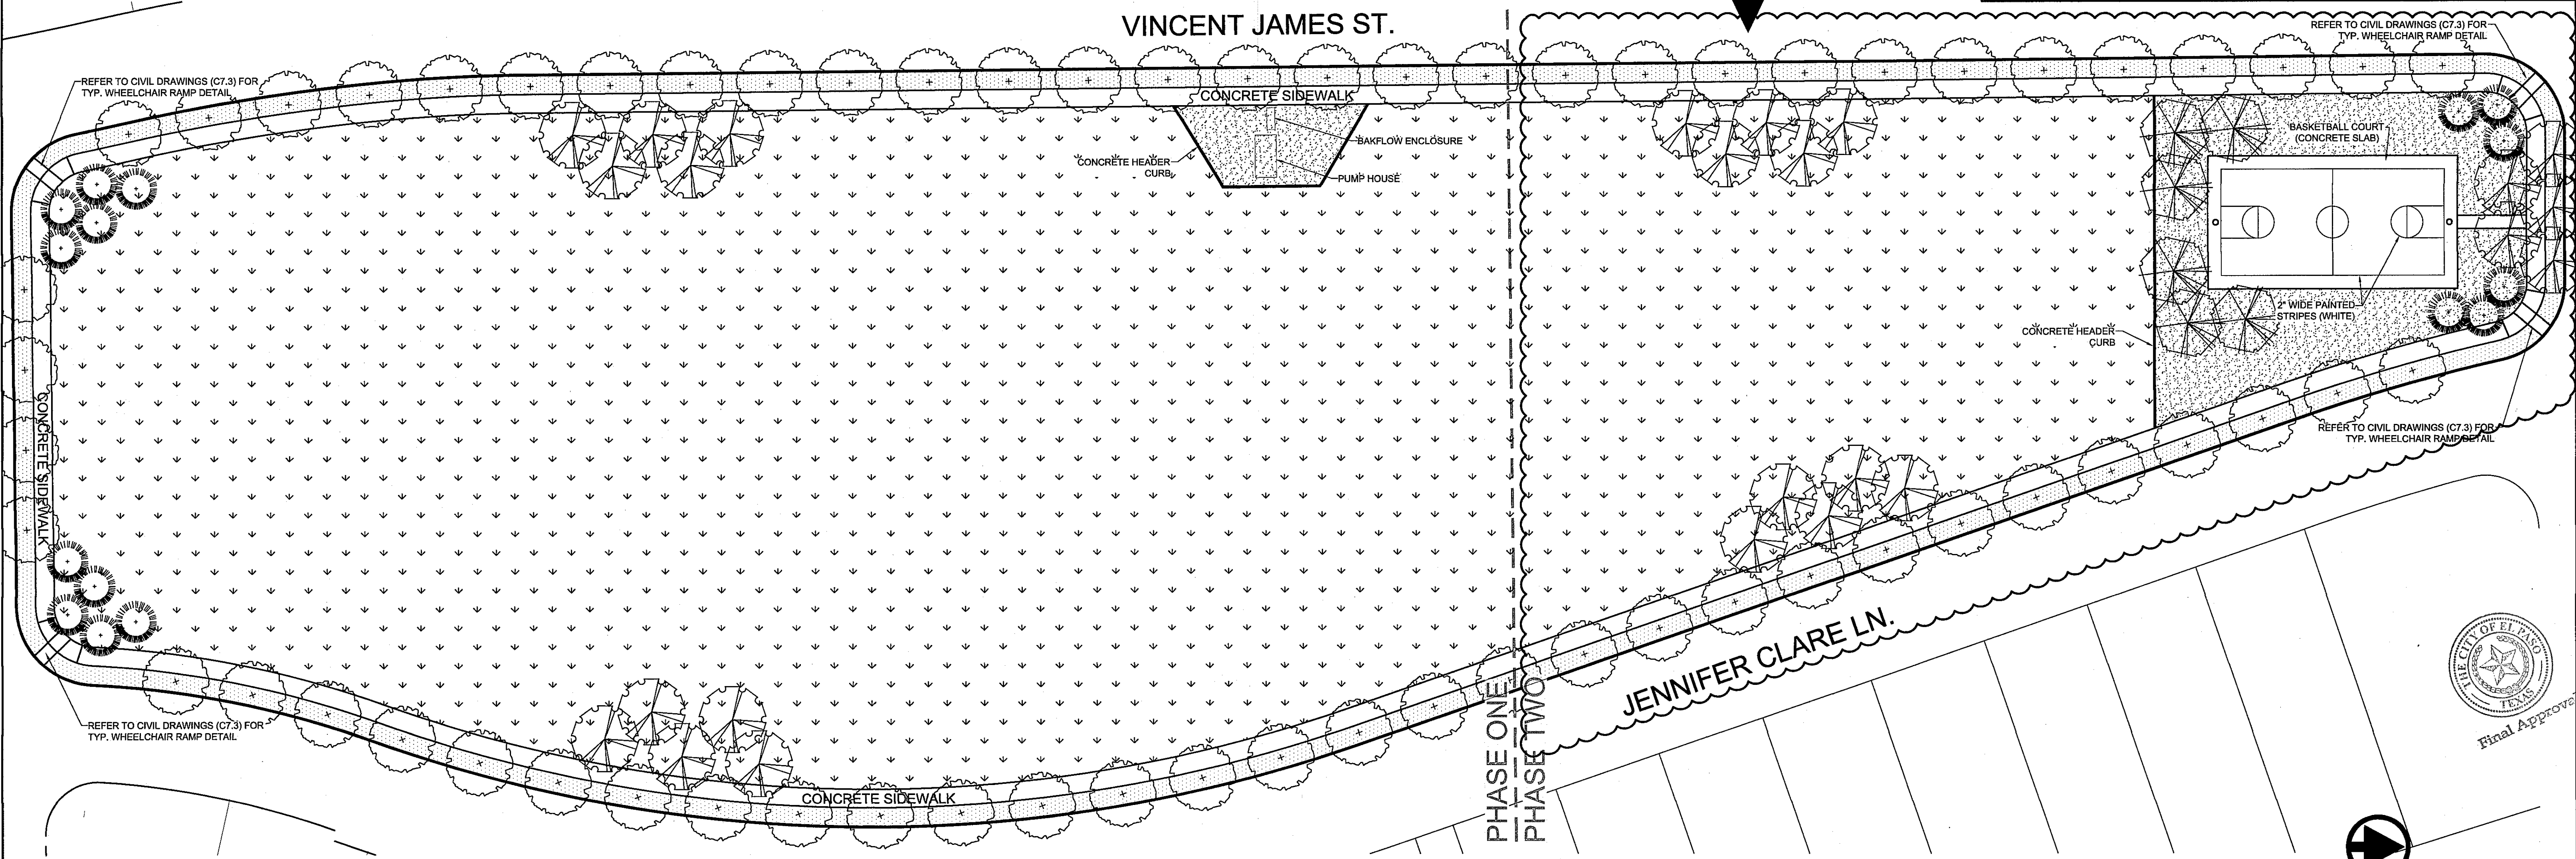 VINCENT JAMES ST.
REFER TO CIVIL DRAWINGS (C7.3) FOR
TYP. WHEELCHAIR RAMP DETAIL
REFER TO CIVIL DRAWINGS (C7.3) FOR
TYP. WHEELCHAIR RAMP DETAIL
CONCRETE SIDEWALK
BASKETBALL COURT
(CONCRETE SLAB)
BAKFLOW ENCLOSURE
CONCRETE HEADER
CURB
PUMP HOUSE
2" WIDE PAINTED
STRIPES (WHITE)
CONCRETE HEADER
CURB
CONCRETE SIDEWALK
REFER TO CIVIL DRAWINGS (C7.3) FOR
TYP. WHEELCHAIR RAMP DETAIL
JENNIFER CLARE LN.
THE CITY OF EL PASO
TEXAS
Final Approva
REFER TO CIVIL DRAWINGS (C7.3) FOR
TYP. WHEELCHAIR RAMP DETAIL
CONCRETE SIDEWALK
PHASE ONE
PHASE TWO